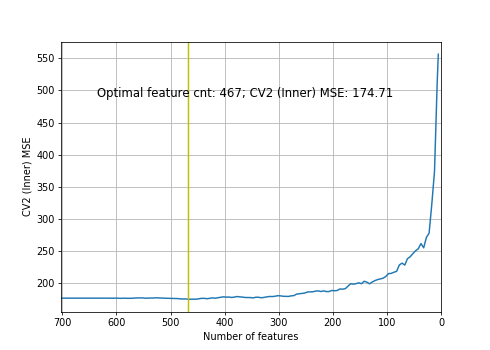 Optimal feature cnt: 467; CV2 (Inner) MSE: 174.71
CV2 (Inner) MSE
550
500
450
400
350
300
250
200
700 600 500 400 300 200 100 0
Number of features